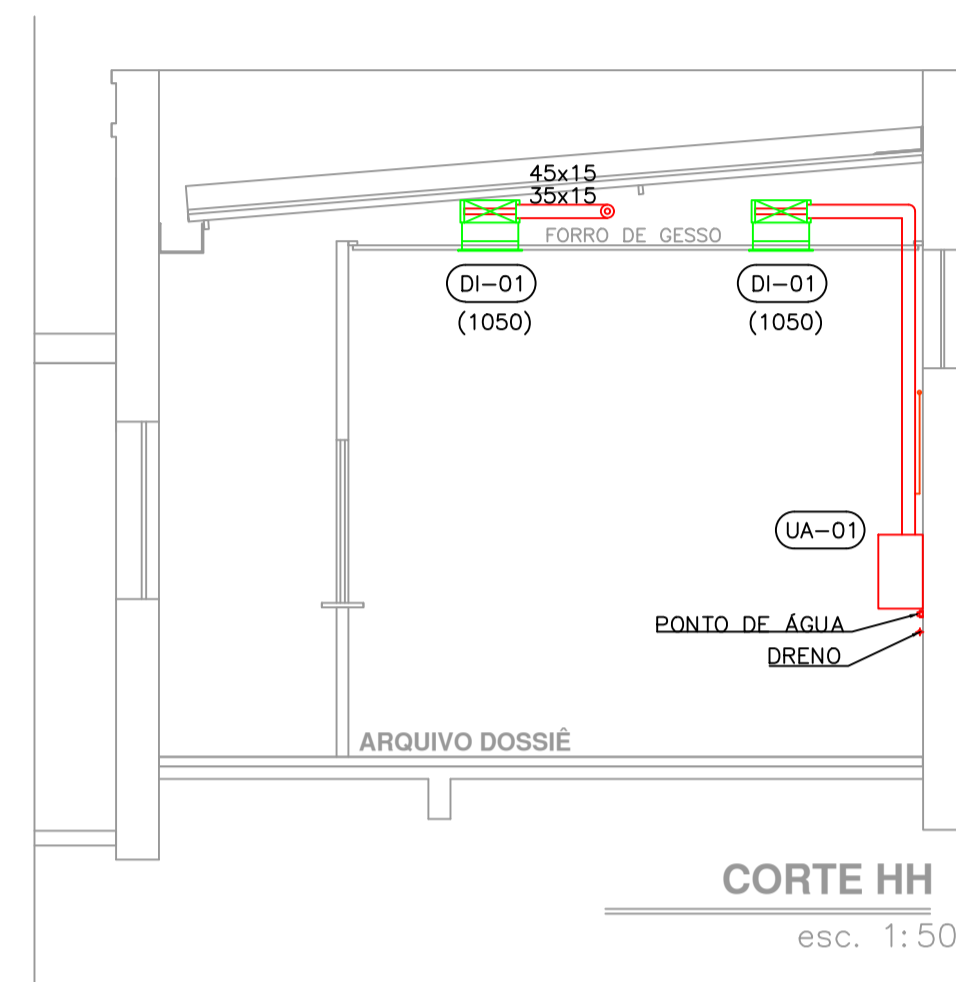 45x15
35x15
FORRO DE GESSO
DI-01
(1050)
DI-01
(1050)
UA-01
PONTO DE ÁGUA
DRENO
ARQUIVO DOSSIÊ
CORTE HH
esc. 1:50